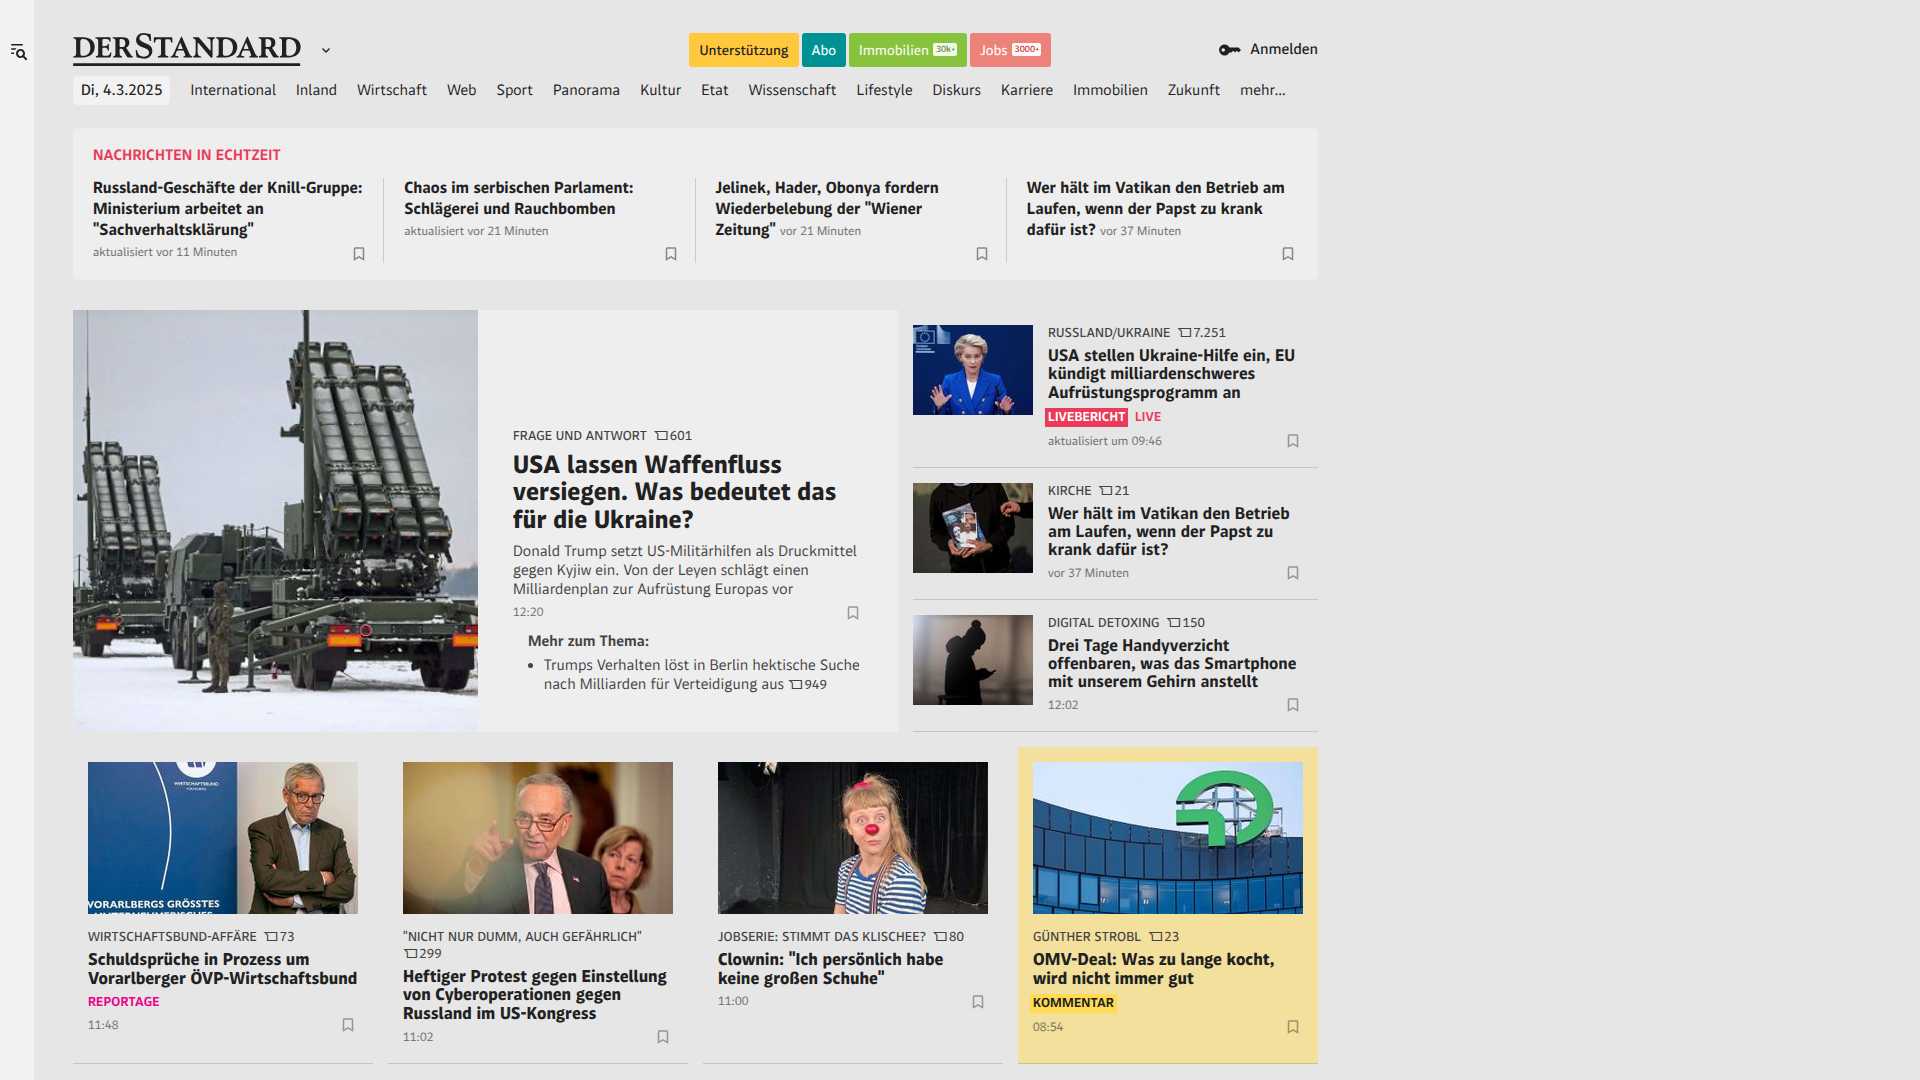 DERSTANDARD
Unterstützung
Abo
Immobilien 30k+
Jobs 3000+
Anmelden
Di, 4.3.2025
International
Inland
Wirtschaft
Web
Sport
Panorama
Kultur
Etat
Wissenschaft
Lifestyle
Diskurs
Karriere
Immobilien
Zukunft
mehr...
NACHRICHTEN IN ECHTZEIT
Russland-Geschäfte der Knill-Gruppe:
Ministerium arbeitet an
"Sachverhaltsklärung"
aktualisiert vor 11 Minuten
Chaos im serbischen Parlament:
Schlägerei und Rauchbomben
aktualisiert vor 21 Minuten
Jelinek, Hader, Obonya fordern
Wiederbelebung der "Wiener
Zeitung" vor 21 Minuten
Wer hält im Vatikan den Betrieb am
Laufen, wenn der Papst zu krank
dafür ist? vor 37 Minuten
FRAGE UND ANTWORT 601
USA lassen Waffenfluss
versiegen. Was bedeutet das
für die Ukraine?
Donald Trump setzt US-Militärhilfen als Druckmittel
gegen Kyjiw ein. Von der Leyen schlägt einen
Milliardenplan zur Aufrüstung Europas vor
12:20
Mehr zum Thema:
• Trumps Verhalten löst in Berlin hektische Suche
nach Milliarden für Verteidigung aus 949
RUSSLAND/UKRAINE 7.251
USA stellen Ukraine-Hilfe ein, EU
kündigt milliardenschweres
Aufrüstungsprogramm an
LIVEBERICHT LIVE
aktualisiert um 09:46
KIRCHE 21
Wer hält im Vatikan den Betrieb
am Laufen, wenn der Papst zu
krank dafür ist?
vor 37 Minuten
DIGITAL DETOXING 150
Drei Tage Handyverzicht
offenbaren, was das Smartphone
mit unserem Gehirn anstellt
12:02
WIRTSCHAFTSBUND
VORARLBERGS GRÖSSTES
WIRTSCHAFTSBUND-AFFÄRE 73
Schuldsprüche in Prozess um
Vorarlberger ÖVP-Wirtschaftsbund
REPORTAGE
11:48
"NICHT NUR DUMM, AUCH GEFÄHRLICH"
299
Heftiger Protest gegen Einstellung
von Cyberoperationen gegen
Russland im US-Kongress
11:02
JOBSERIE: STIMMT DAS KLISCHEE? 80
Clownin: "Ich persönlich habe
keine großen Schuhe"
11:00
GÜNTHER STROBL 23
OMV-Deal: Was zu lange kocht,
wird nicht immer gut
KOMMENTAR
08:54